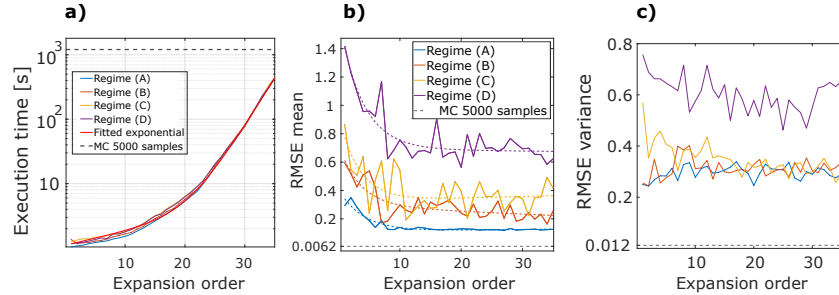 a)
Execution time [s]
10³
10²
10
Regime (A)
Regime (B)
Regime (C)
Regime (D)
Fitted exponential
MC 5000 samples
10 20 30
Expansion order
b)
RMSE mean
1.4
1.2
1
0.8
0.6
0.4
0.2
0.0062
Regime (A)
Regime (B)
Regime (C)
Regime (D)
MC 5000 samples
10 20 30
Expansion order
c)
RMSE variance
0.8
0.6
0.4
0.2
0.012
10 20 30
Expansion order